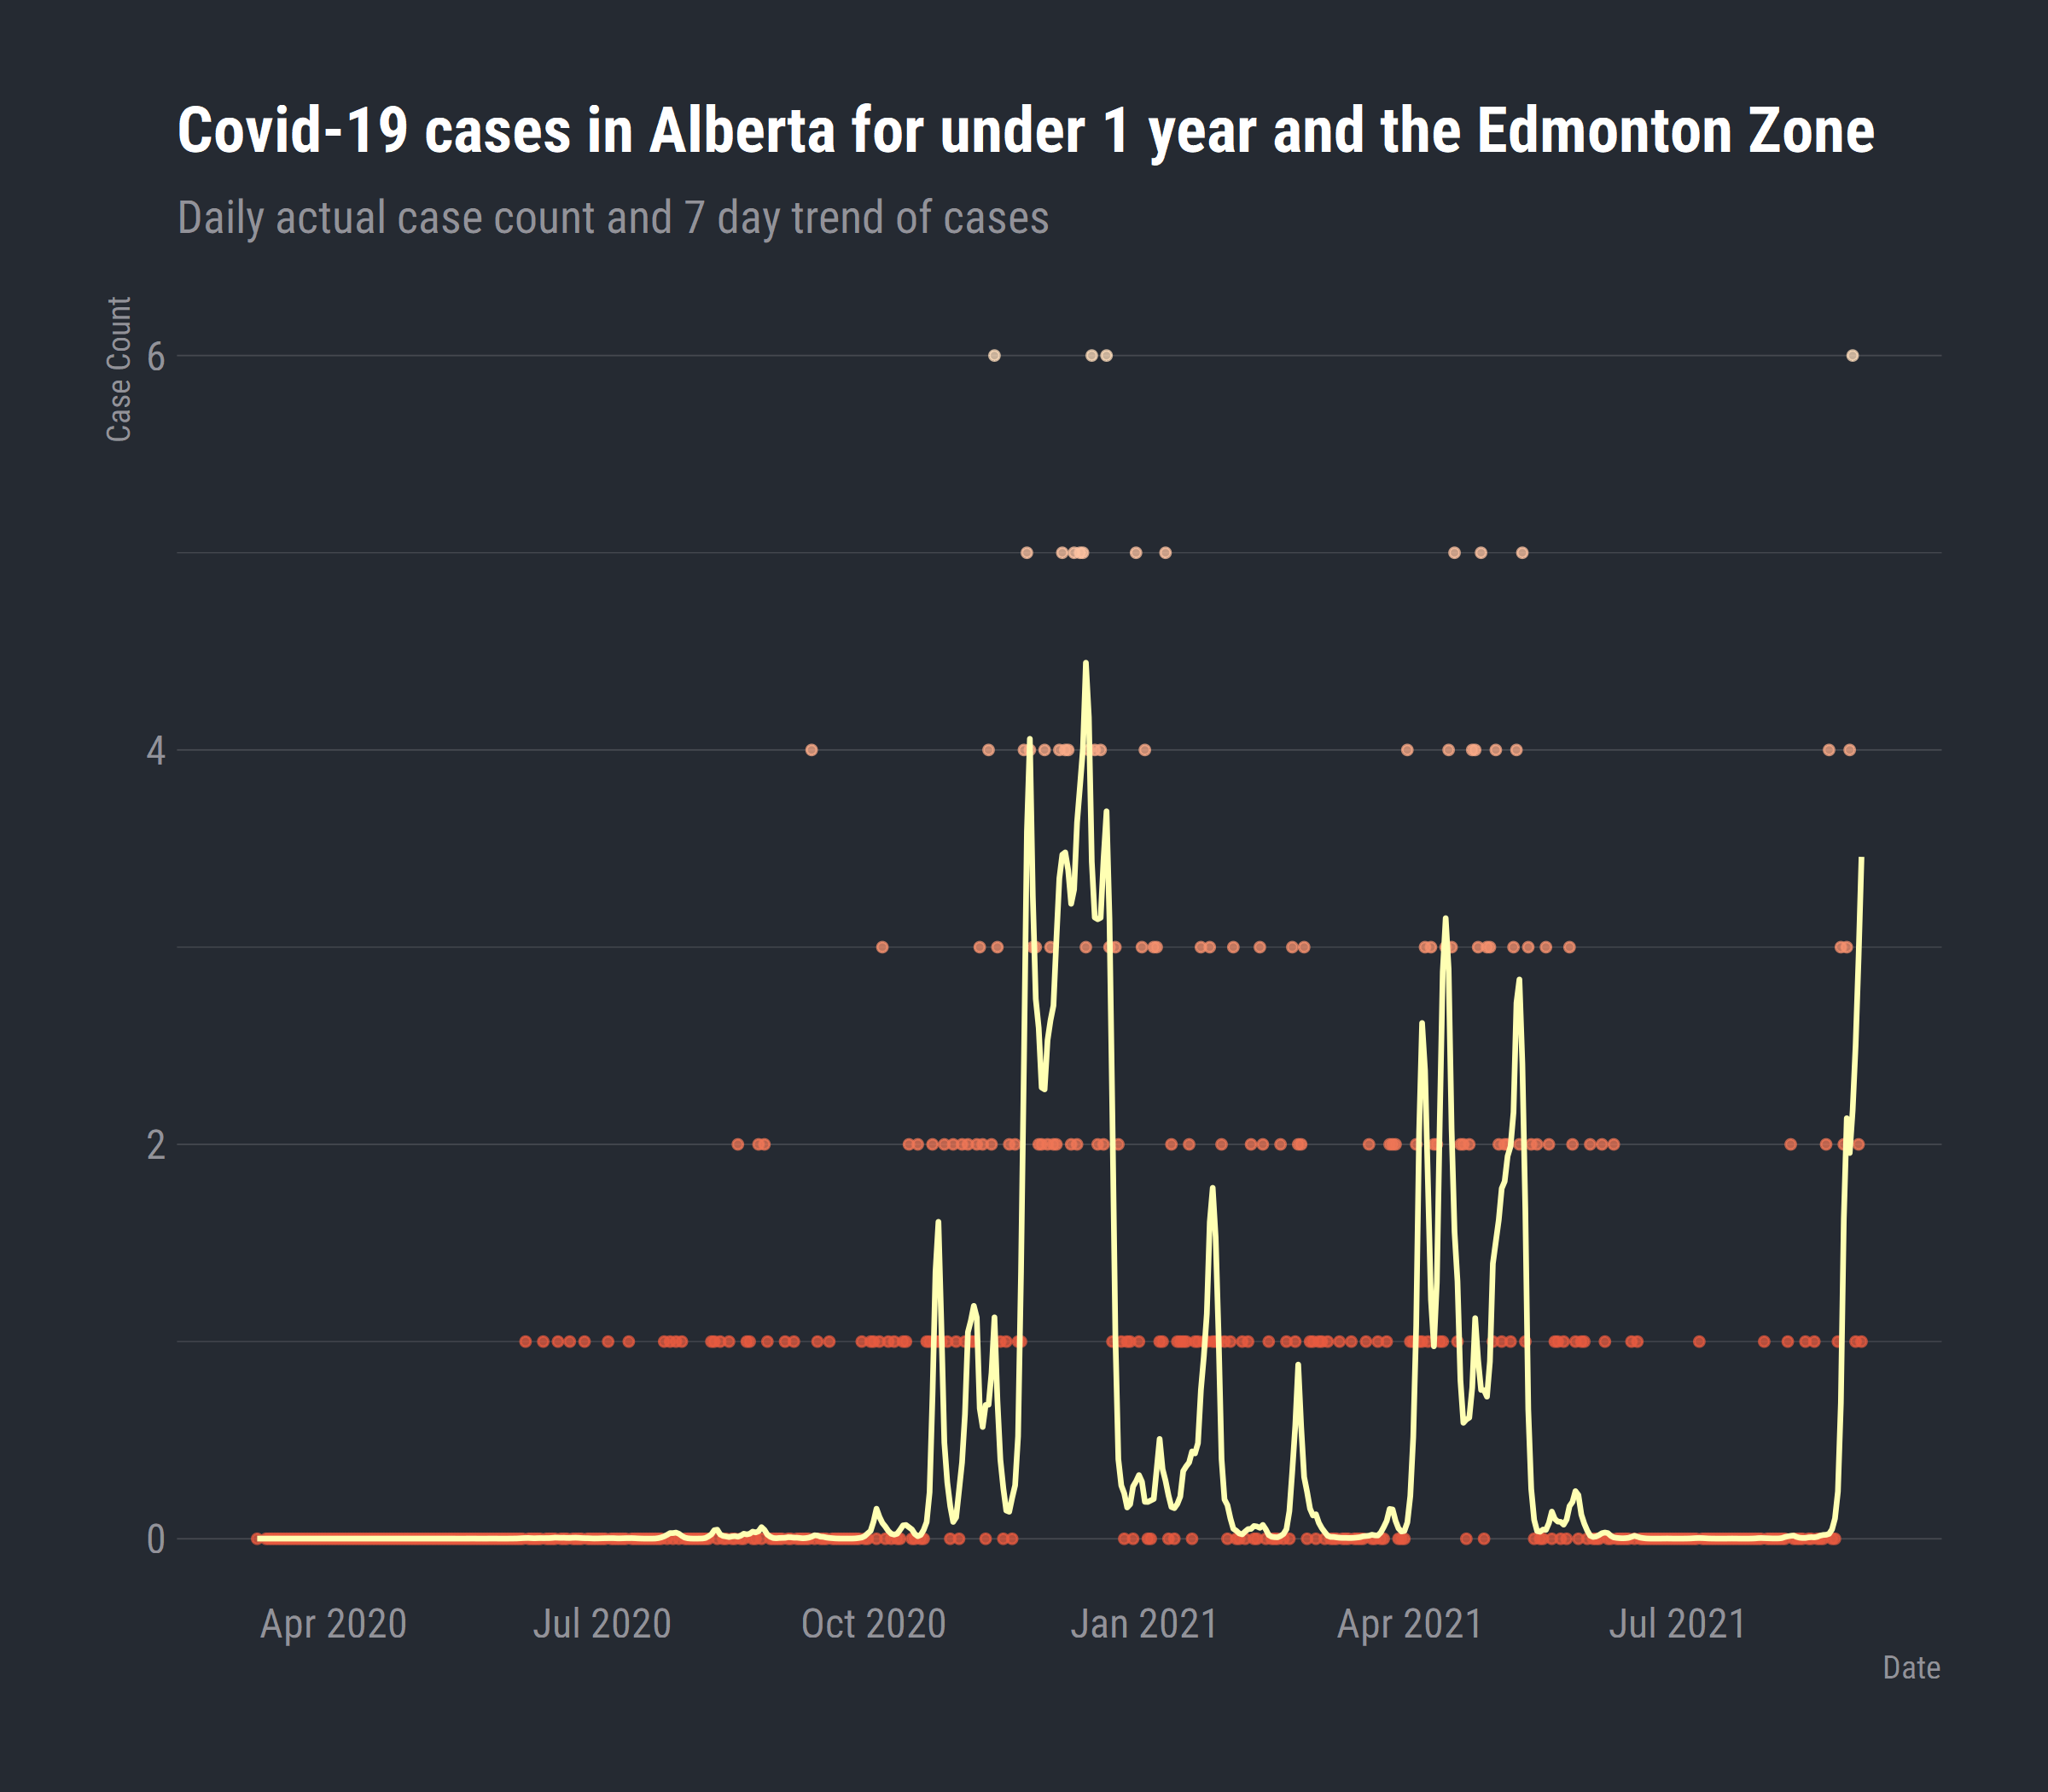 Covid-19 cases in Alberta for under 1 year and the Edmonton Zone
Daily actual case count and 7 day trend of cases
Case Count
6
4
2
0
Apr 2020 Jul 2020 Oct 2020 Jan 2021 Apr 2021 Jul 2021
Date